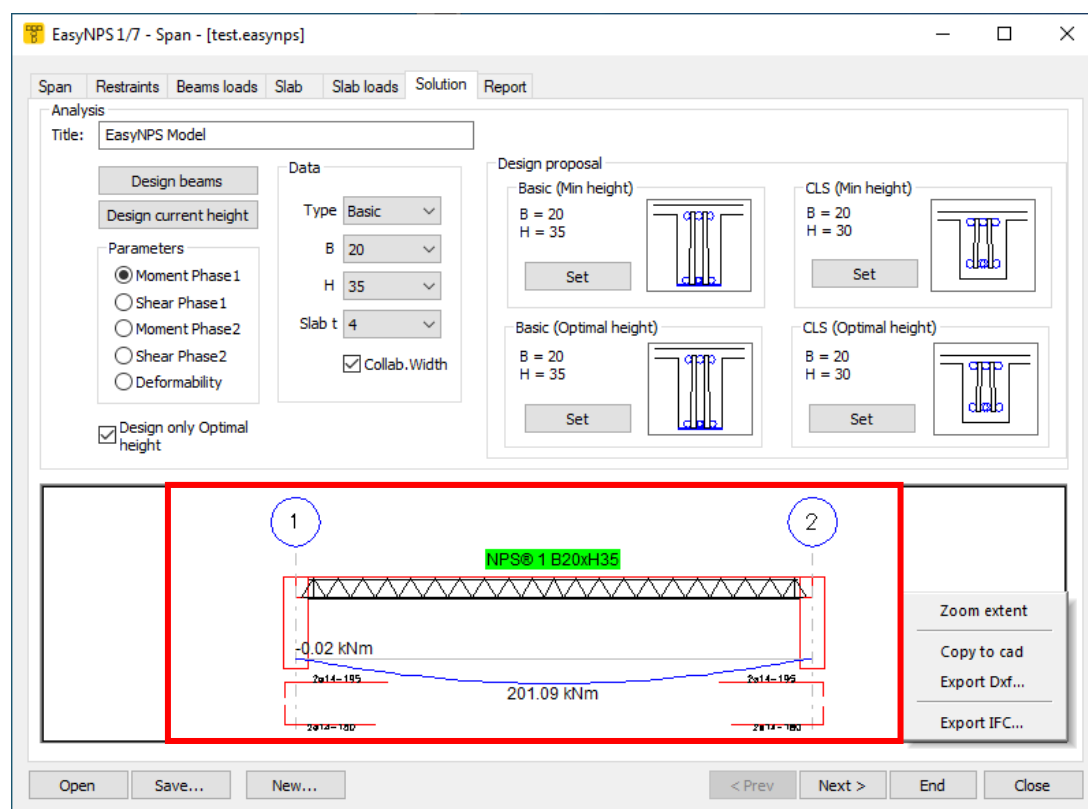 EasyNPS 1/7 - Span - [test.easynps]
Span Restraints Beams loads Slab Slab loads Solution Report
Analysis
Title: EasyNPS Model
Design beams
Design current height
Parameters
Moment Phase1
Shear Phase1
Moment Phase2
Shear Phase2
Deformability
Design only Optimal
height
Data
Type Basic
B 20
H 35
Slab t 4
Collab.Width
Design proposal
Basic (Min height)
B = 20
H = 35
Set
CLS (Min height)
B = 20
H = 30
Set
Basic (Optimal height)
B = 20
H = 35
Set
CLS (Optimal height)
B = 20
H = 30
Set
1
2
NPS® 1 B20xH35
-0.02 kNm
201.09 kNm
2ø14-195
2ø14-195
Zoom extent
Copy to cad
Export Dxf...
Export IFC...
Open Save... New... < Prev Next > End Close